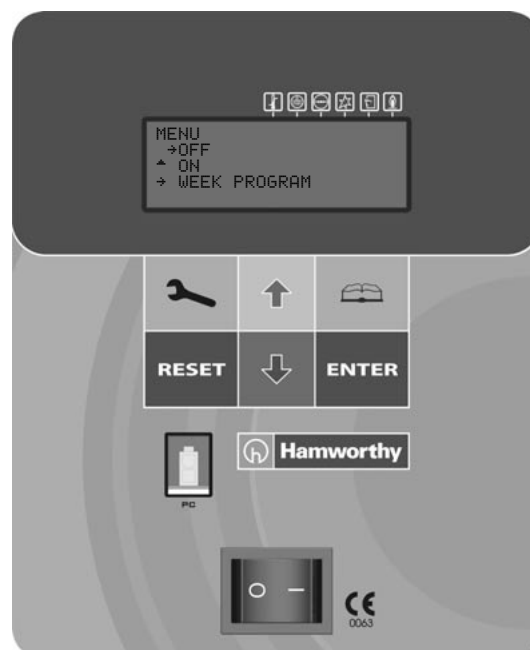 MENU
→OFF
▲ ON
→ WEEK PROGRAM
RESET
ENTER
h Hamworthy
PC
O –
CE
0063